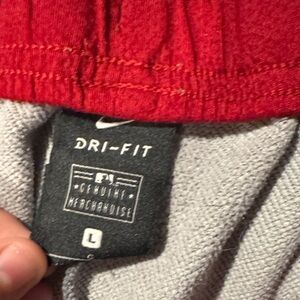 DRI-FIT
GENUINE
MERCHANDISE
L